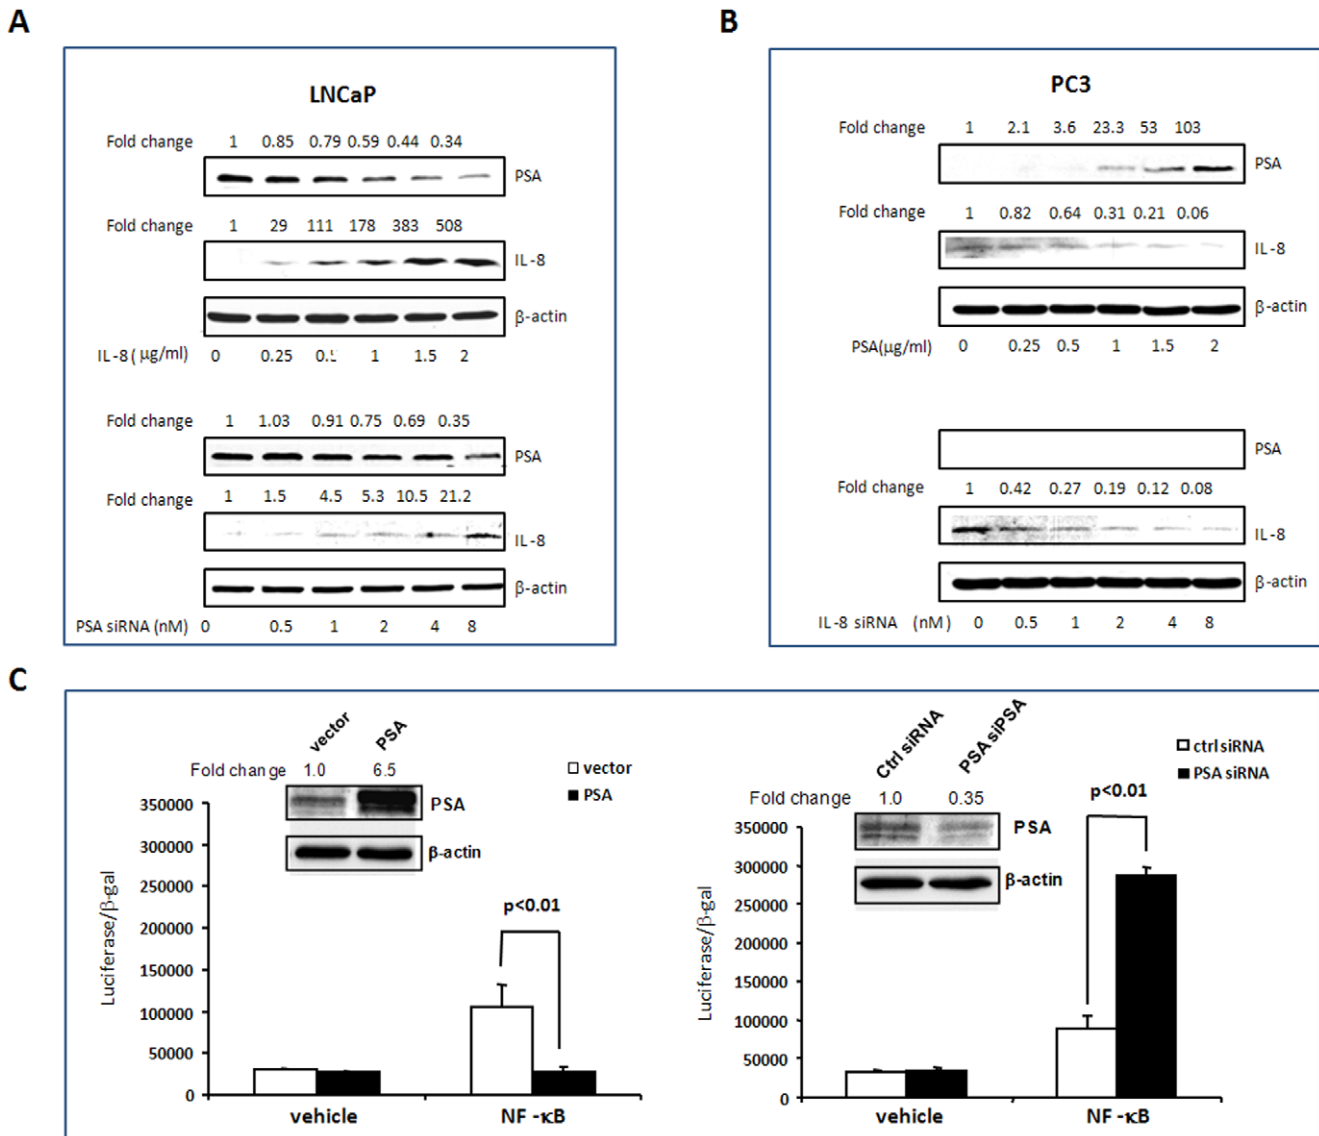 A
LNCaP
Fold change 1 0.85 0.79 0.59 0.44 0.34
PSA
Fold change 1 29 111 178 383 508
IL-8
β-actin
IL-8 ( μg/ml) 0 0.25 1 1.5 2
Fold change 1 1.03 0.91 0.75 0.69 0.35
PSA
Fold change 1 1.5 4.5 5.3 10.5 21.2
IL-8
β-actin
PSA siRNA (nM) 0 0.5 1 2 4 8
B
PC3
Fold change 1 2.1 3.6 23.3 53 103
PSA
Fold change 1 0.82 0.64 0.31 0.21 0.06
IL-8
β-actin
PSA(μg/ml) 0 0.25 0.5 1 1.5 2
PSA
Fold change 1 0.42 0.27 0.19 0.12 0.08
IL-8
β-actin
IL-8 siRNA (nM) 0 0.5 1 2 4 8
C
vector PSA
Fold change 1.0 6.5
PSA
β-actin
vector
PSA
Luciferase/β-gal
350000
300000
250000
200000
150000
100000
50000
0
p<0.01
vehicle NF -κB
Ctrl siRNA PSA siPSA
Fold change 1.0 0.35
PSA
β-actin
ctrl siRNA
PSA siRNA
Luciferase/β-gal
350000
300000
250000
200000
150000
100000
50000
0
p<0.01
vehicle NF -κB